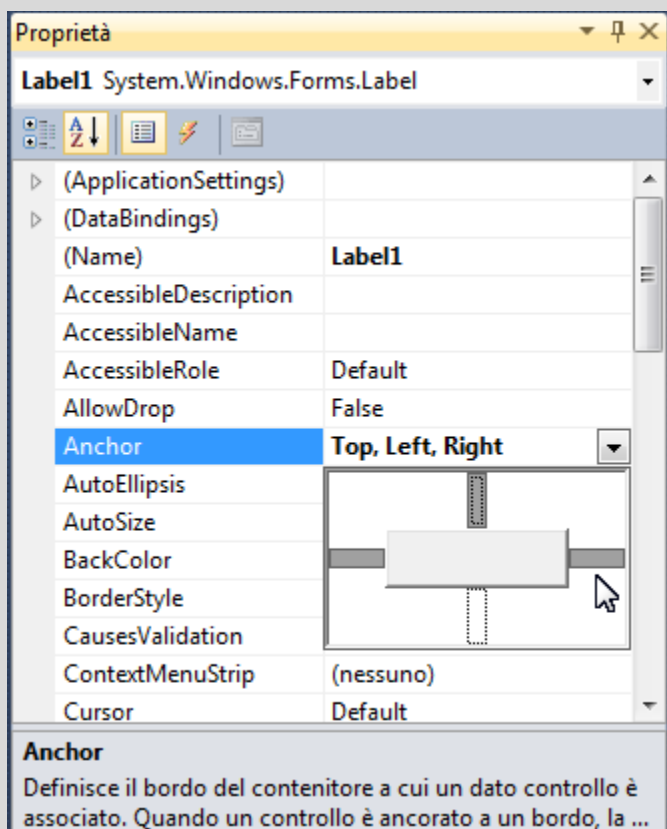 Proprietà
Label1 System.Windows.Forms.Label
(ApplicationSettings)
(DataBindings)
(Name) Label1
AccessibleDescription
AccessibleName
AccessibleRole Default
AllowDrop False
Anchor Top, Left, Right
AutoEllipsis
AutoSize
BackColor
BorderStyle
CausesValidation
ContextMenuStrip (nessuno)
Cursor Default
Anchor
Definisce il bordo del contenitore a cui un dato controllo è
associato. Quando un controllo è ancorato a un bordo, la ...